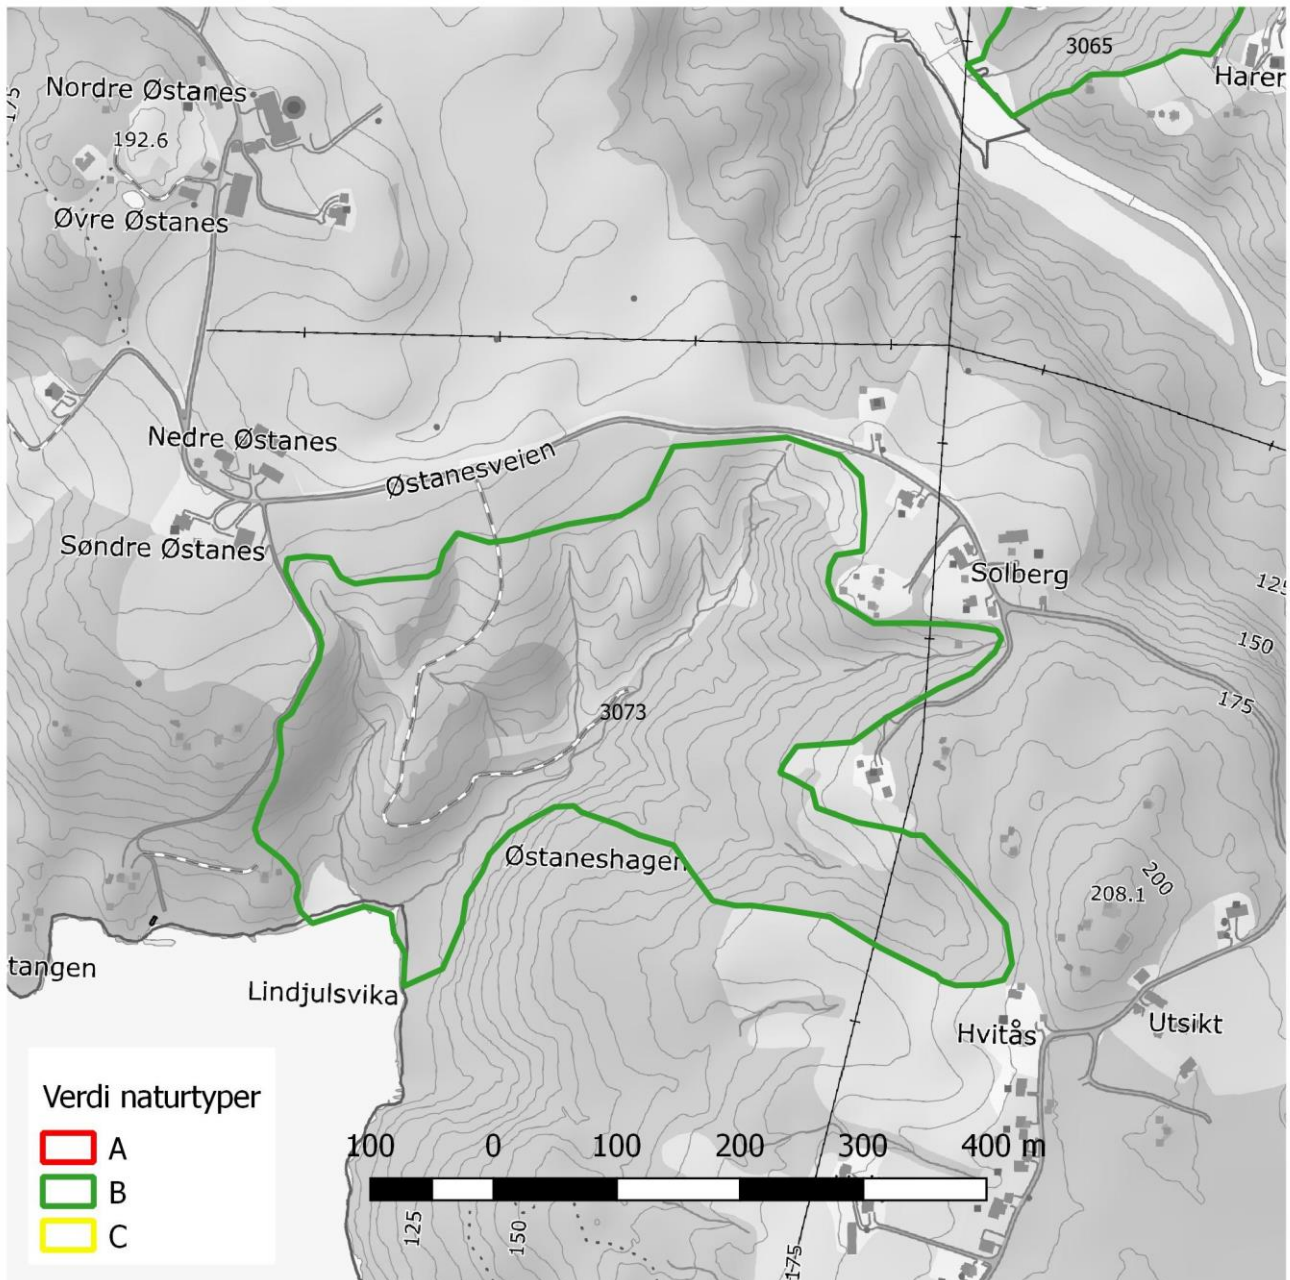 3065
Harer
Nordre Østanes
175
192.6
Øvre Østanes
Nedre Østanes
Østanesveien
Søndre Østanes
Solberg
125
150
175
3073
Østaneshagen
200
208.1
tangen
Lindjulsvika
Hvitås
Utsikt
Verdi naturtyper
A
B
C
100 0 100 200 300 400 m
125
150
175